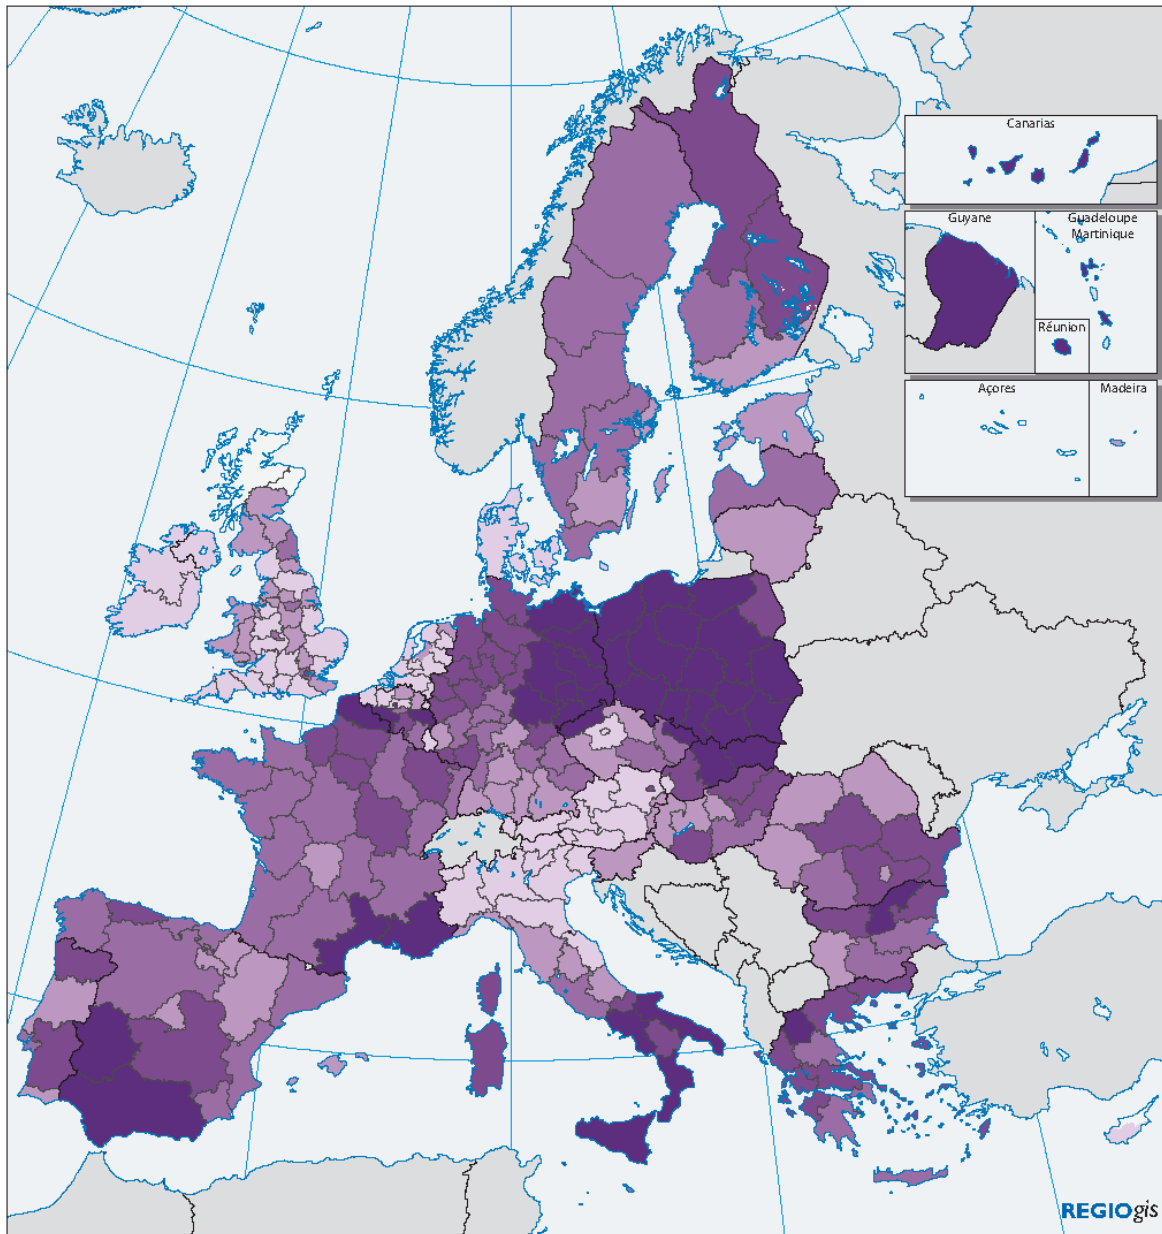 Canarias
Guyane
Guadeloupe
Martinique
Réunion
Açores
Madeira
REGIOgis